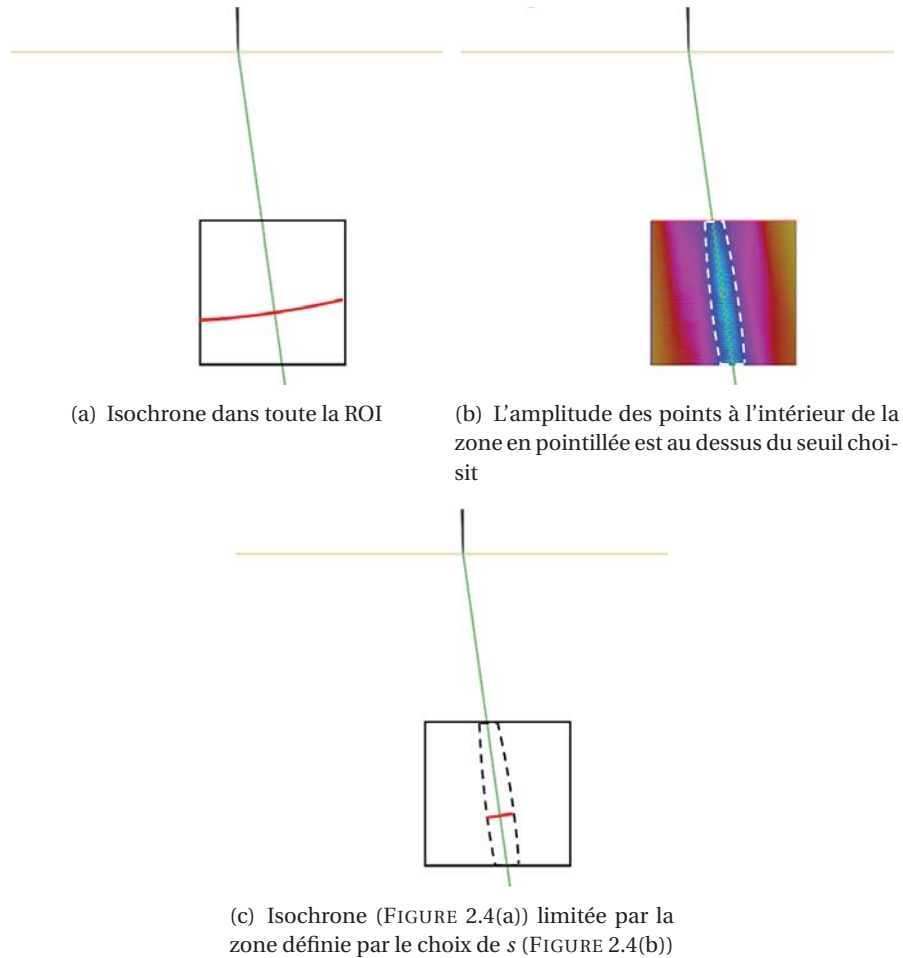 (a) Isochrone dans toute la ROI
(b) L'amplitude des points à l'intérieur de la
zone en pointillée est au dessus du seuil choi-
sit
(c) Isochrone (FIGURE 2.4(a)) limitée par la
zone définie par le choix de s (FIGURE 2.4(b))